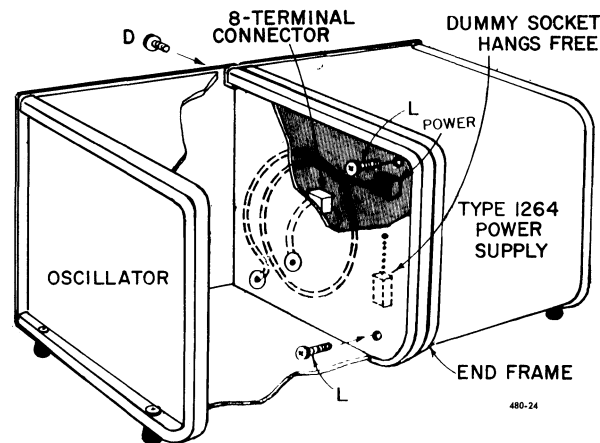 8-TERMINAL
CONNECTOR
DUMMY SOCKET
HANGS FREE
D
L
POWER
TYPE 1264
POWER
SUPPLY
OSCILLATOR
L
END FRAME
480-24